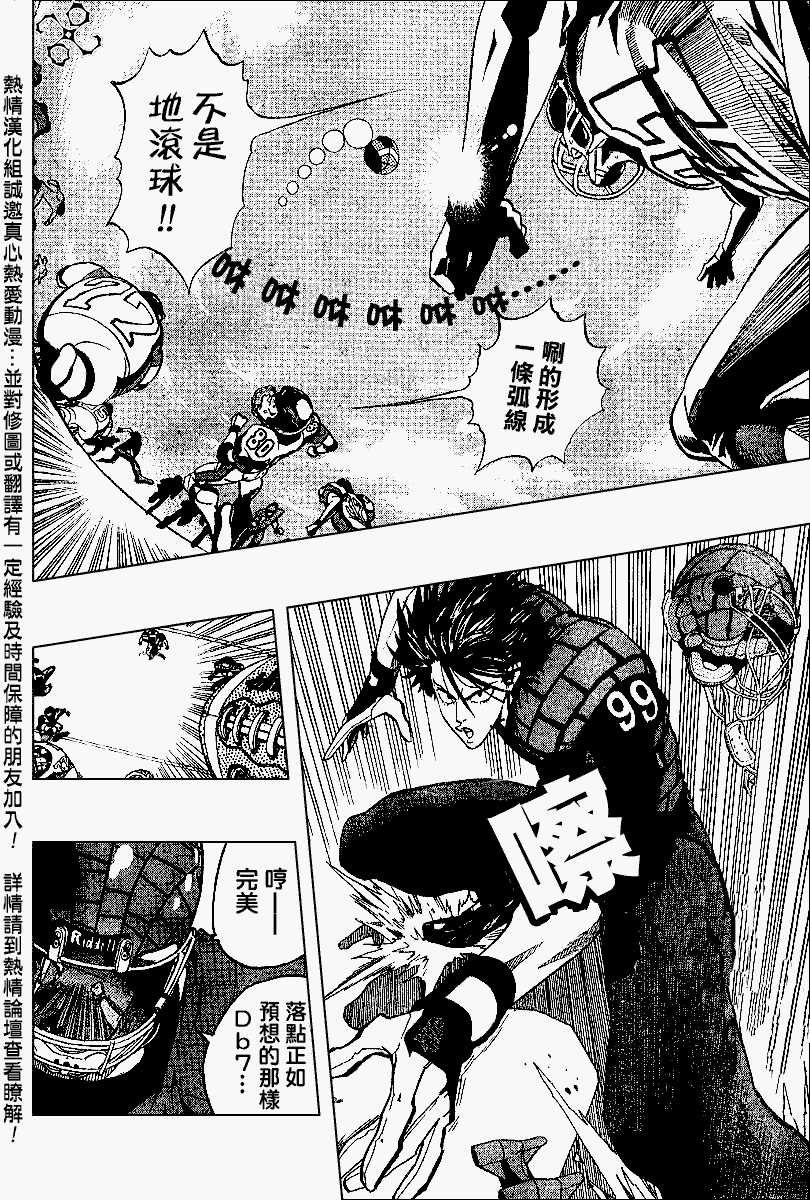 不是
地滾球!!
咻 咻 咻 咻 咻 咻……
唰的形成
一條弧線
80
99
嚓
哼——
完美
Riddell
落點正如
預想的那樣
Db7…
熱情漢化組誠邀真心熱愛動漫…並對修圖或翻譯有一定經驗及時間保障的朋友加入！ 詳情請到熱情論壇查看瞭解！